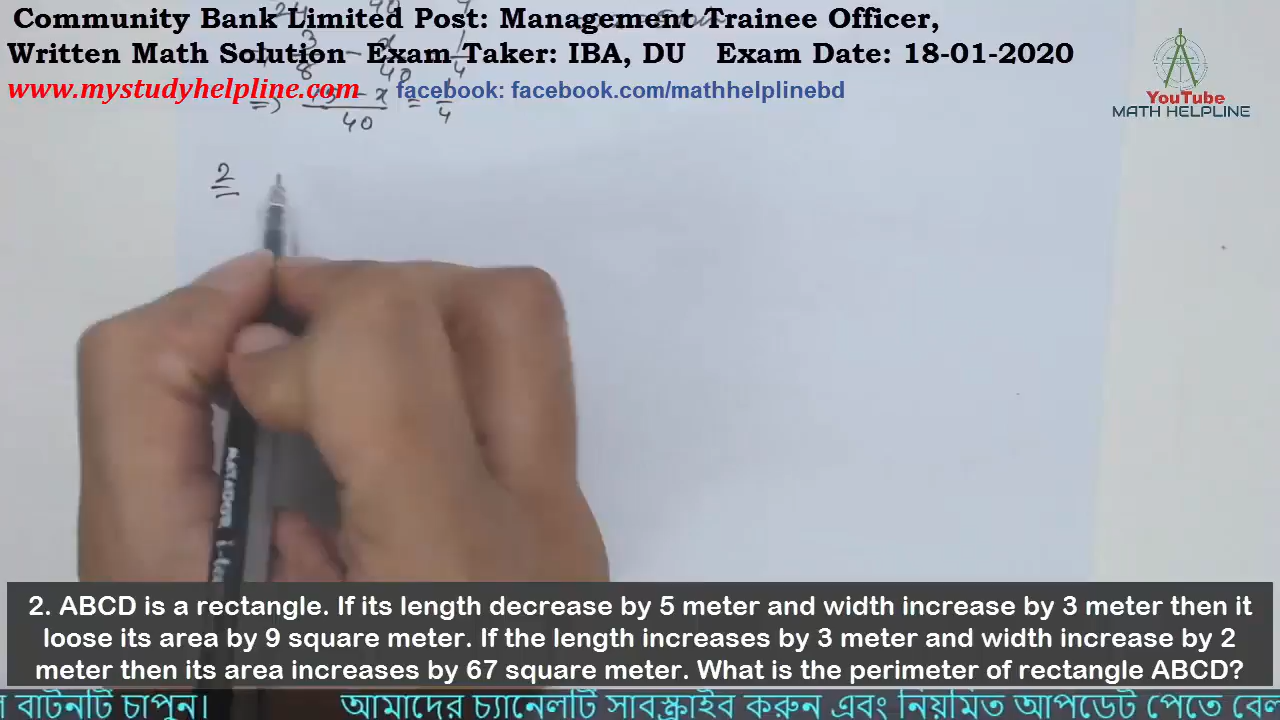 Community Bank Limited Post: Management Trainee Officer,
Written Math Solution Exam Taker: IBA, DU Exam Date: 18-01-2020
www.mystudyhelpline.com facebook: facebook.com/mathhelplinebd
YouTube
MATH HELPLINE
2
2. ABCD is a rectangle. If its length decrease by 5 meter and width increase by 3 meter then it
loose its area by 9 square meter. If the length increases by 3 meter and width increase by 2
meter then its area increases by 67 square meter. What is the perimeter of rectangle ABCD?
বাটনটি চাপুন। আমাদের চ্যানেলটি সাবস্ক্রাইব করুন এবং নিয়মিত আপডেট পেতে